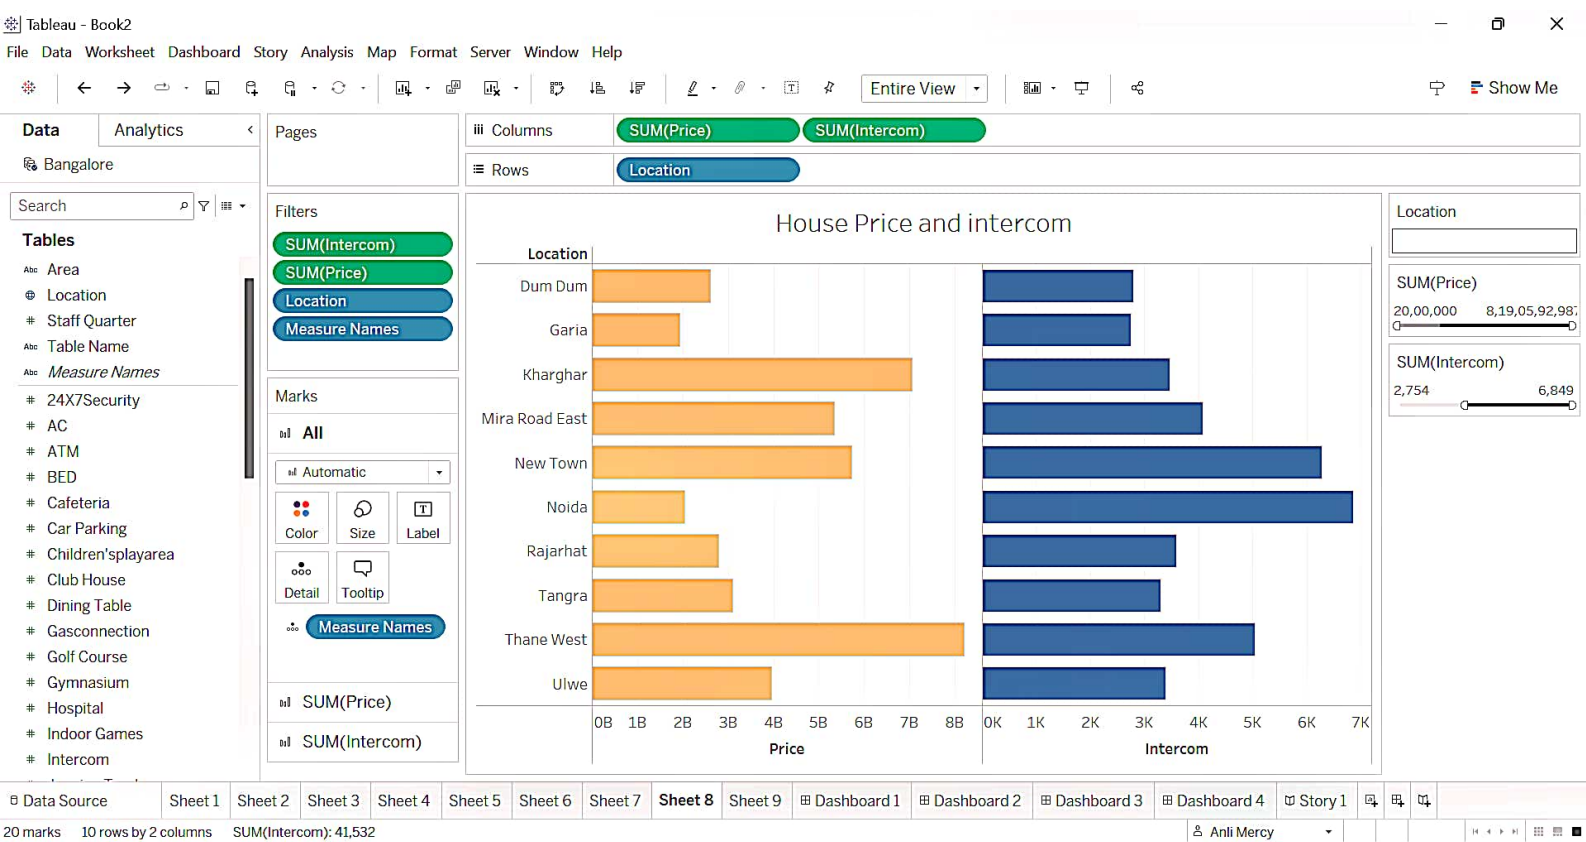 Tableau - Book2
File Data Worksheet Dashboard Story Analysis Map Format Server Window Help
Entire View
Show Me
Data
Analytics
Bangalore
Search
Tables
Abc Area
Location
# Staff Quarter
Abc Table Name
Abc Measure Names
# 24X7Security
# AC
# ATM
# BED
# Cafeteria
# Car Parking
# Children'splayarea
# Club House
# Dining Table
# Gasconnection
# Golf Course
# Gymnasium
# Hospital
# Indoor Games
# Intercom
Pages
Filters
SUM(Intercom)
SUM(Price)
Location
Measure Names
Marks
All
Automatic
Color
Size
T
Label
Detail
Tooltip
Measure Names
SUM(Price)
SUM(Intercom)
Columns
SUM(Price)
SUM(Intercom)
Rows
Location
House Price and intercom
Location
Dum Dum
Garia
Kharghar
Mira Road East
New Town
Noida
Rajarhat
Tangra
Thane West
Ulwe
0B 1B 2B 3B 4B 5B 6B 7B 8B
0K 1K 2K 3K 4K 5K 6K 7K
Price
Intercom
Location
SUM(Price)
20,00,000 8,19,05,92,98
SUM(Intercom)
2,754 6,849
Data Source
Sheet 1
Sheet 2
Sheet 3
Sheet 4
Sheet 5
Sheet 6
Sheet 7
Sheet 8
Sheet 9
Dashboard 1
Dashboard 2
Dashboard 3
Dashboard 4
Story 1
20 marks 10 rows by 2 columns SUM(Intercom): 41,532
Anli Mercy